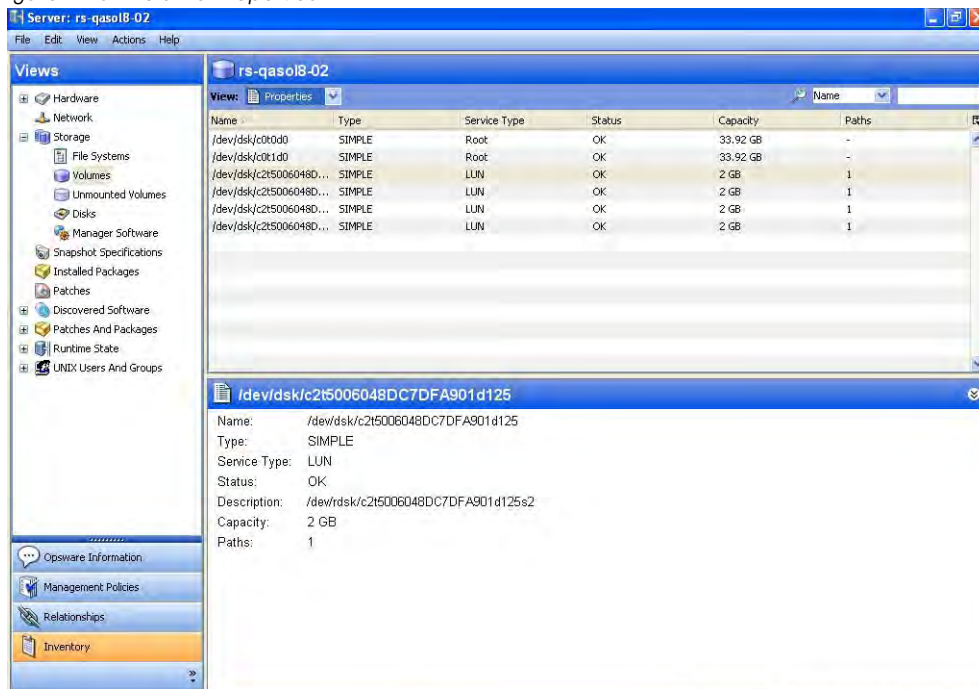 Server: rs-qasol8-02
File Edit View Actions Help
Views
Hardware
Network
Storage
File Systems
Volumes
Unmounted Volumes
Disks
Manager Software
Snapshot Specifications
Installed Packages
Patches
Discovered Software
Patches And Packages
Runtime State
UNIX Users And Groups
Opsware Information
Management Policies
Relationships
Inventory
rs-qasol8-02
View: Properties Name
Name Type Service Type Status Capacity Paths
/dev/dsk/c0t0d0 SIMPLE Root OK 33.92 GB -
/dev/dsk/c0t1d0 SIMPLE Root OK 33.92 GB -
/dev/dsk/c2t5006048D... SIMPLE LUN OK 2 GB 1
/dev/dsk/c2t5006048D... SIMPLE LUN OK 2 GB 1
/dev/dsk/c2t5006048D... SIMPLE LUN OK 2 GB 1
/dev/dsk/c2t5006048D... SIMPLE LUN OK 2 GB 1
/dev/dsk/c2t5006048DC7DFA901d125
Name: /dev/dsk/c2t5006048DC7DFA901d125
Type: SIMPLE
Service Type: LUN
Status: OK
Description: /dev/rdsk/c2t5006048DC7DFA901d125s2
Capacity: 2 GB
Paths: 1